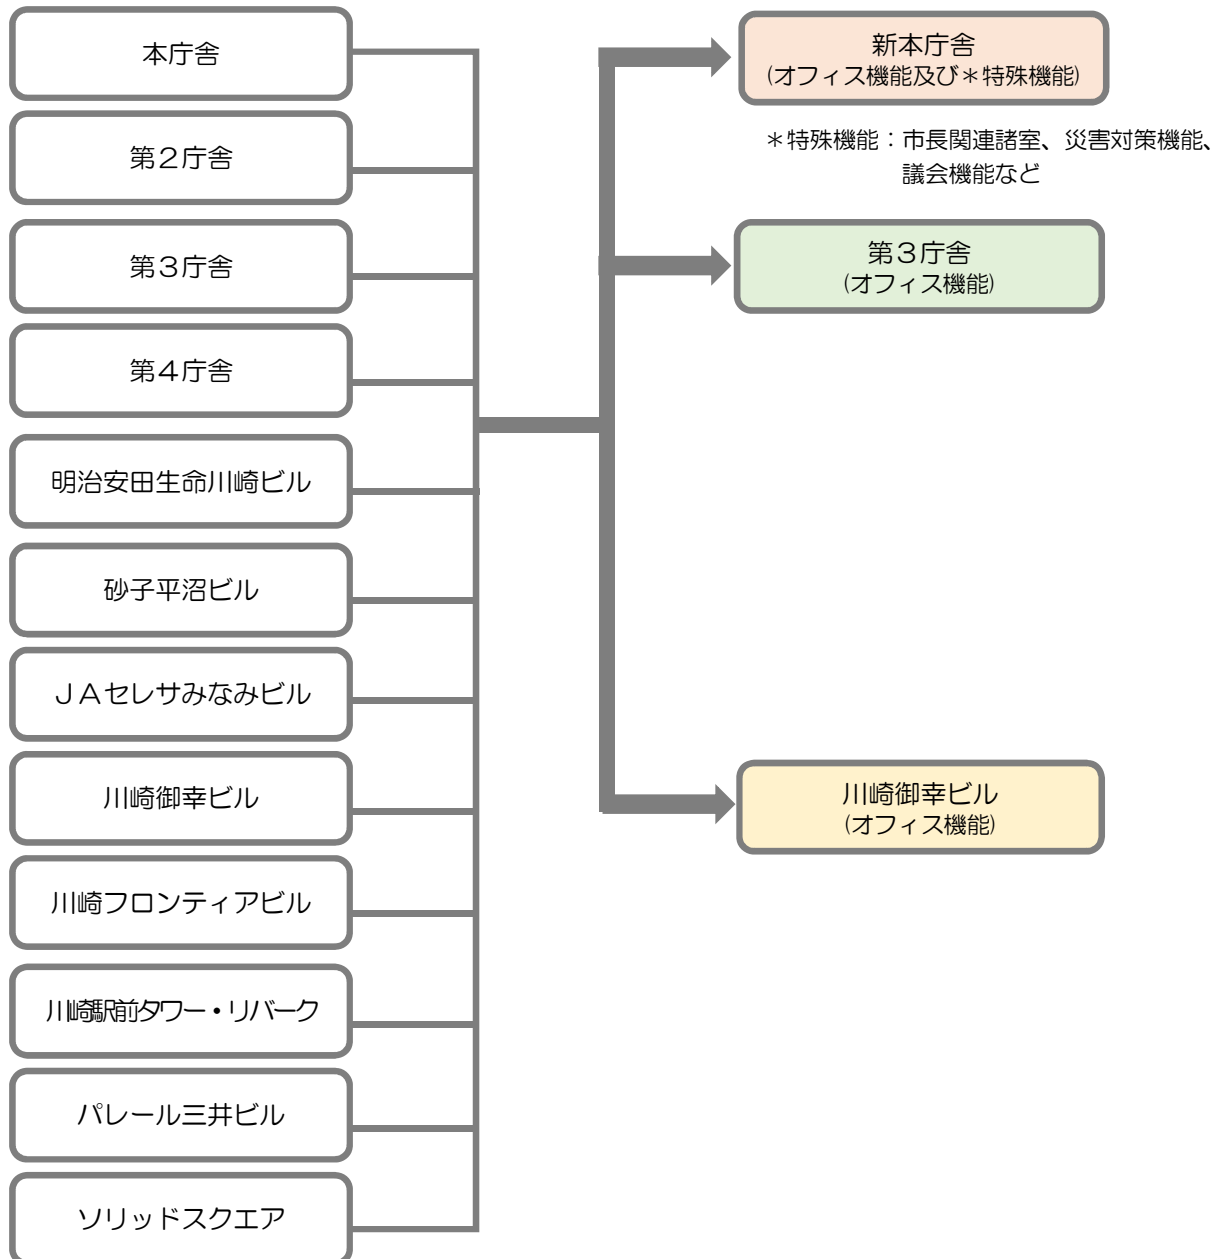 本庁舎
第２庁舎
第３庁舎
第４庁舎
明治安田生命川崎ビル
砂子平沼ビル
ＪＡセレサみなみビル
川崎御幸ビル
川崎フロンティアビル
川崎駅前タワー・リバーク
パレール三井ビル
ソリッドスクエア
新本庁舎
(オフィス機能及び＊特殊機能)
＊特殊機能：市長関連諸室、災害対策機能、
議会機能など
第３庁舎
(オフィス機能)
川崎御幸ビル
(オフィス機能)